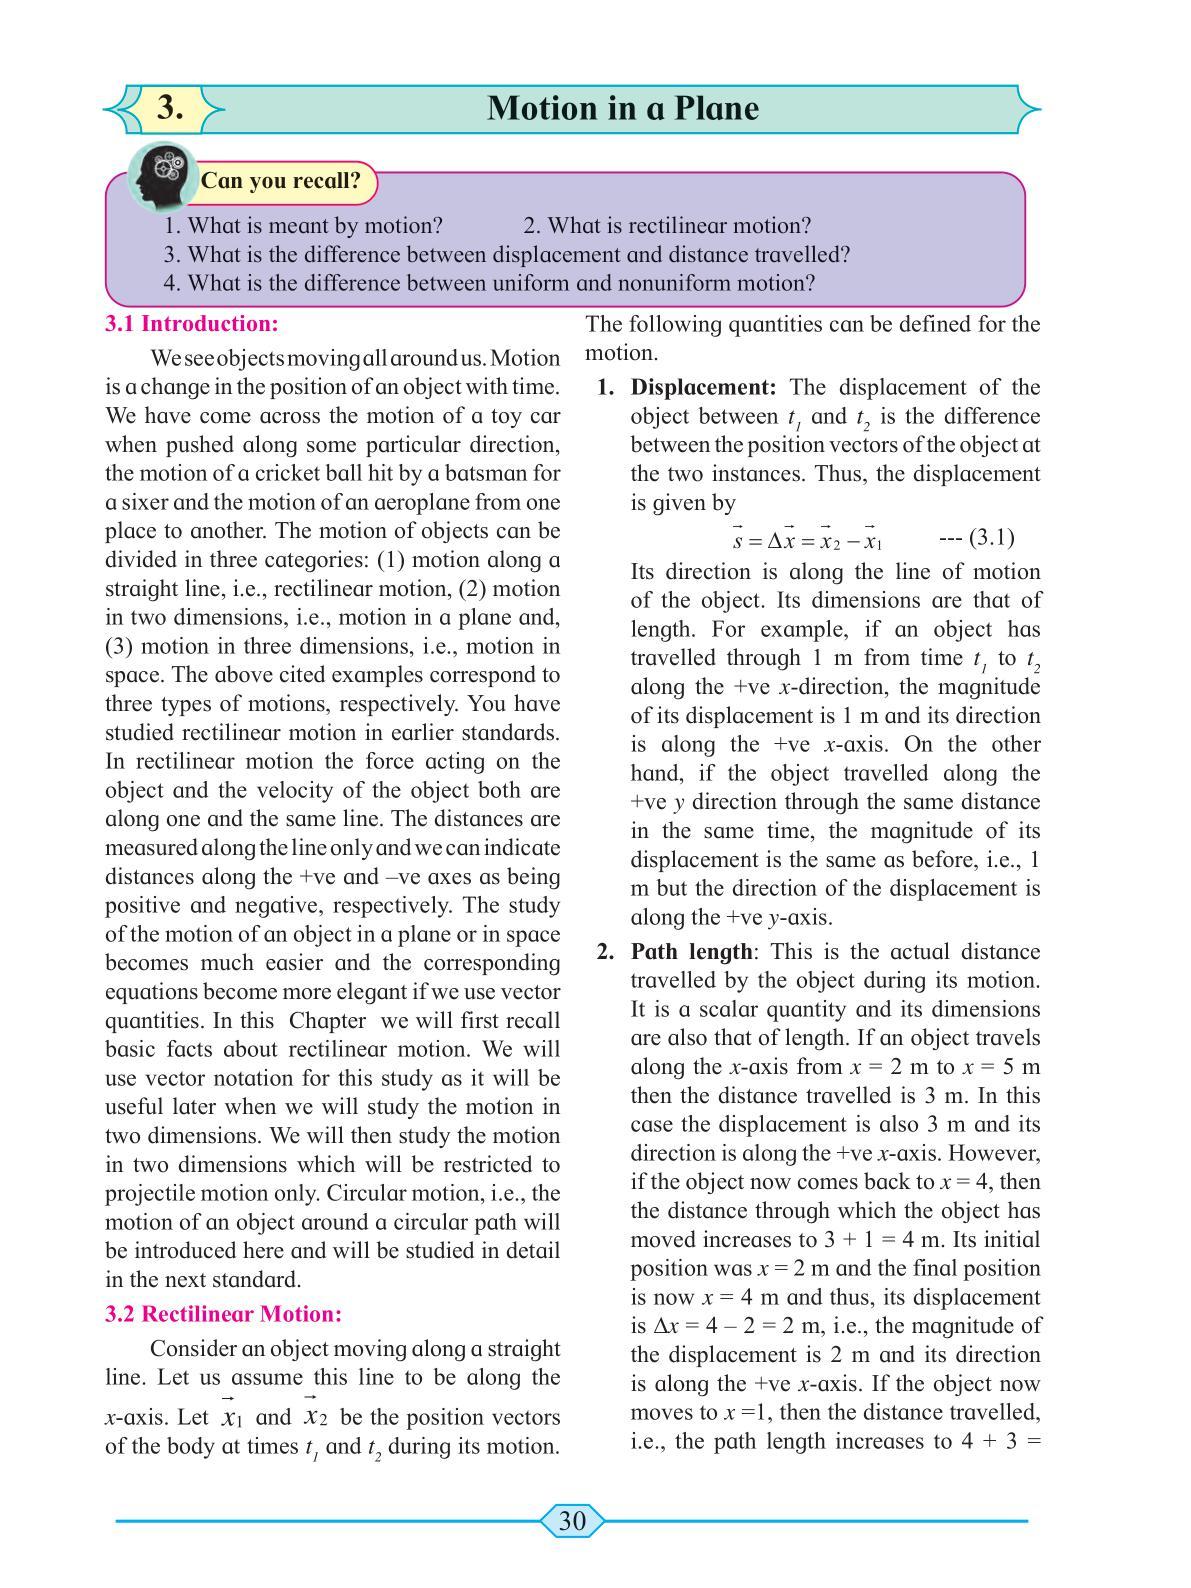 3.
Motion in a Plane
Can you recall?
1. What is meant by motion? 2. What is rectilinear motion?
3. What is the difference between displacement and distance travelled?
4. What is the difference between uniform and nonuniform motion?
3.1 Introduction:
We see objects moving all around us. Motion
is a change in the position of an object with time.
We have come across the motion of a toy car
when pushed along some particular direction,
the motion of a cricket ball hit by a batsman for
a sixer and the motion of an aeroplane from one
place to another. The motion of objects can be
divided in three categories: (1) motion along a
straight line, i.e., rectilinear motion, (2) motion
in two dimensions, i.e., motion in a plane and,
(3) motion in three dimensions, i.e., motion in
space. The above cited examples correspond to
three types of motions, respectively. You have
studied rectilinear motion in earlier standards.
In rectilinear motion the force acting on the
object and the velocity of the object both are
along one and the same line. The distances are
measured along the line only and we can indicate
distances along the +ve and –ve axes as being
positive and negative, respectively. The study
of the motion of an object in a plane or in space
becomes much easier and the corresponding
equations become more elegant if we use vector
quantities. In this Chapter we will first recall
basic facts about rectilinear motion. We will
use vector notation for this study as it will be
useful later when we will study the motion in
two dimensions. We will then study the motion
in two dimensions which will be restricted to
projectile motion only. Circular motion, i.e., the
motion of an object around a circular path will
be introduced here and will be studied in detail
in the next standard.
3.2 Rectilinear Motion:
Consider an object moving along a straight
line. Let us assume this line to be along the
x-axis. Let x⃗₁ and x⃗₂ be the position vectors
of the body at times t₁ and t₂ during its motion.
The following quantities can be defined for the
motion.
1. Displacement: The displacement of the
object between t₁ and t₂ is the difference
between the position vectors of the object at
the two instances. Thus, the displacement
is given by
s⃗ = Δx⃗ = x⃗₂ − x⃗₁ --- (3.1)
Its direction is along the line of motion
of the object. Its dimensions are that of
length. For example, if an object has
travelled through 1 m from time t₁ to t₂
along the +ve x-direction, the magnitude
of its displacement is 1 m and its direction
is along the +ve x-axis. On the other
hand, if the object travelled along the
+ve y direction through the same distance
in the same time, the magnitude of its
displacement is the same as before, i.e., 1
m but the direction of the displacement is
along the +ve y-axis.
2. Path length: This is the actual distance
travelled by the object during its motion.
It is a scalar quantity and its dimensions
are also that of length. If an object travels
along the x-axis from x = 2 m to x = 5 m
then the distance travelled is 3 m. In this
case the displacement is also 3 m and its
direction is along the +ve x-axis. However,
if the object now comes back to x = 4, then
the distance through which the object has
moved increases to 3 + 1 = 4 m. Its initial
position was x = 2 m and the final position
is now x = 4 m and thus, its displacement
is Δx = 4 – 2 = 2 m, i.e., the magnitude of
the displacement is 2 m and its direction
is along the +ve x-axis. If the object now
moves to x =1, then the distance travelled,
i.e., the path length increases to 4 + 3 =
30